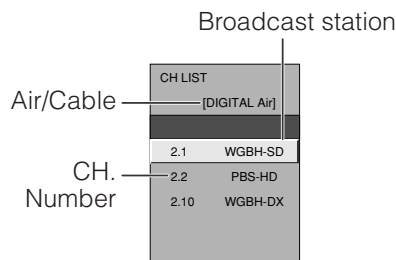 Broadcast station
CH LIST
Air/Cable
[DIGITAL Air]
2.1 WGBH-SD
CH.
Number
2.2 PBS-HD
2.10 WGBH-DX